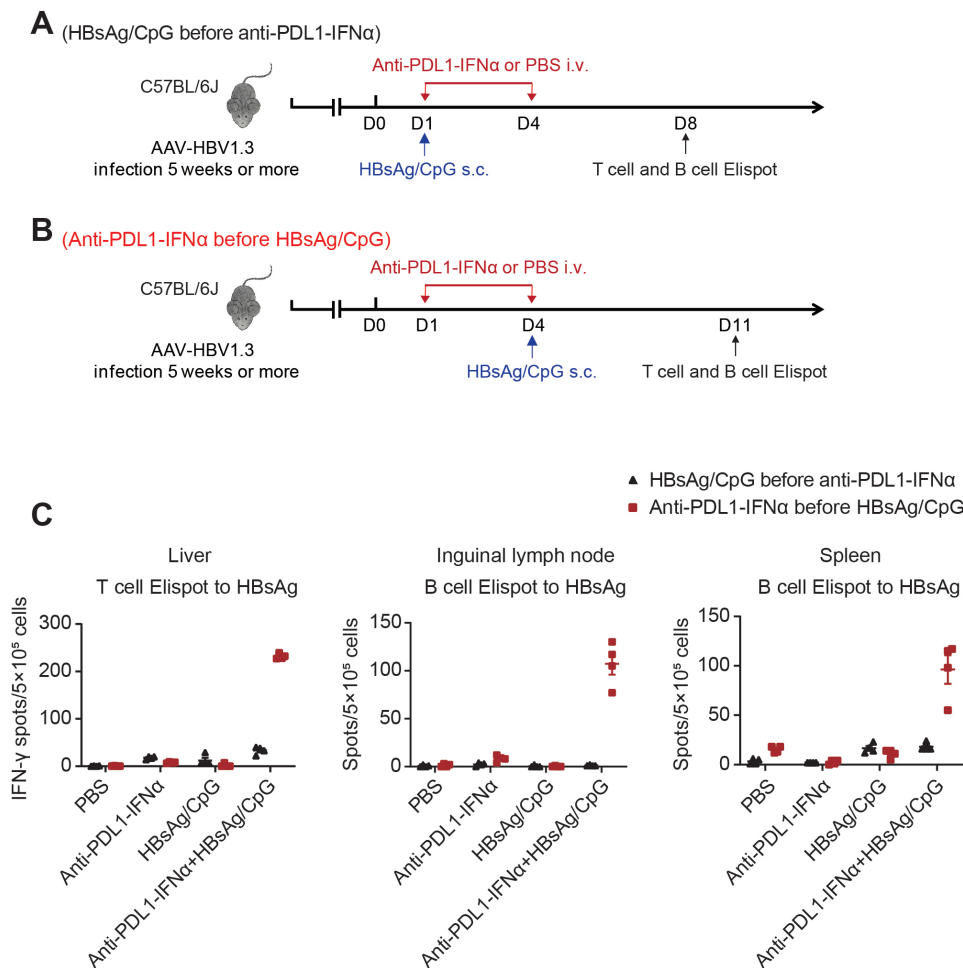 A (HBsAg/CpG before anti-PDL1-IFNα)
Anti-PDL1-IFNα or PBS i.v.
C57BL/6J
D0 D1 D4 D8
AAV-HBV1.3
infection 5 weeks or more
HBsAg/CpG s.c.
T cell and B cell Elispot
B (Anti-PDL1-IFNα before HBsAg/CpG)
Anti-PDL1-IFNα or PBS i.v.
C57BL/6J
D0 D1 D4 D11
AAV-HBV1.3
infection 5 weeks or more
HBsAg/CpG s.c.
T cell and B cell Elispot
HBsAg/CpG before anti-PDL1-IFNα
Anti-PDL1-IFNα before HBsAg/CpG
C
Liver
T cell Elispot to HBsAg
IFN-γ spots/5×10⁵ cells
300
200
100
0
PBS
Anti-PDL1-IFNα
HBsAg/CpG
Anti-PDL1-IFNα+HBsAg/CpG
Inguinal lymph node
B cell Elispot to HBsAg
Spots/5×10⁵ cells
150
100
50
0
PBS
Anti-PDL1-IFNα
HBsAg/CpG
Anti-PDL1-IFNα+HBsAg/CpG
Spleen
B cell Elispot to HBsAg
Spots/5×10⁵ cells
150
100
50
0
PBS
Anti-PDL1-IFNα
HBsAg/CpG
Anti-PDL1-IFNα+HBsAg/CpG